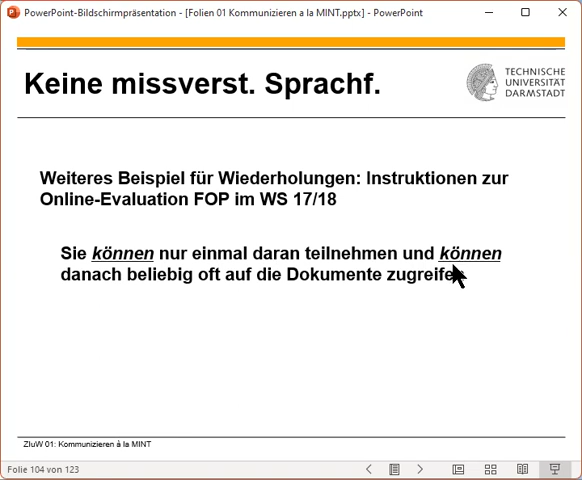 PowerPoint-Bildschirmpräsentation - [Folien 01 Kommunizieren a la MINT.pptx] - PowerPoint
Keine missverst. Sprachf.
TECHNISCHE
UNIVERSITÄT
DARMSTADT
Weiteres Beispiel für Wiederholungen: Instruktionen zur
Online-Evaluation FOP im WS 17/18
Sie können nur einmal daran teilnehmen und können
danach beliebig oft auf die Dokumente zugreifen
ZIuW 01: Kommunizieren à la MINT
Folie 104 von 123